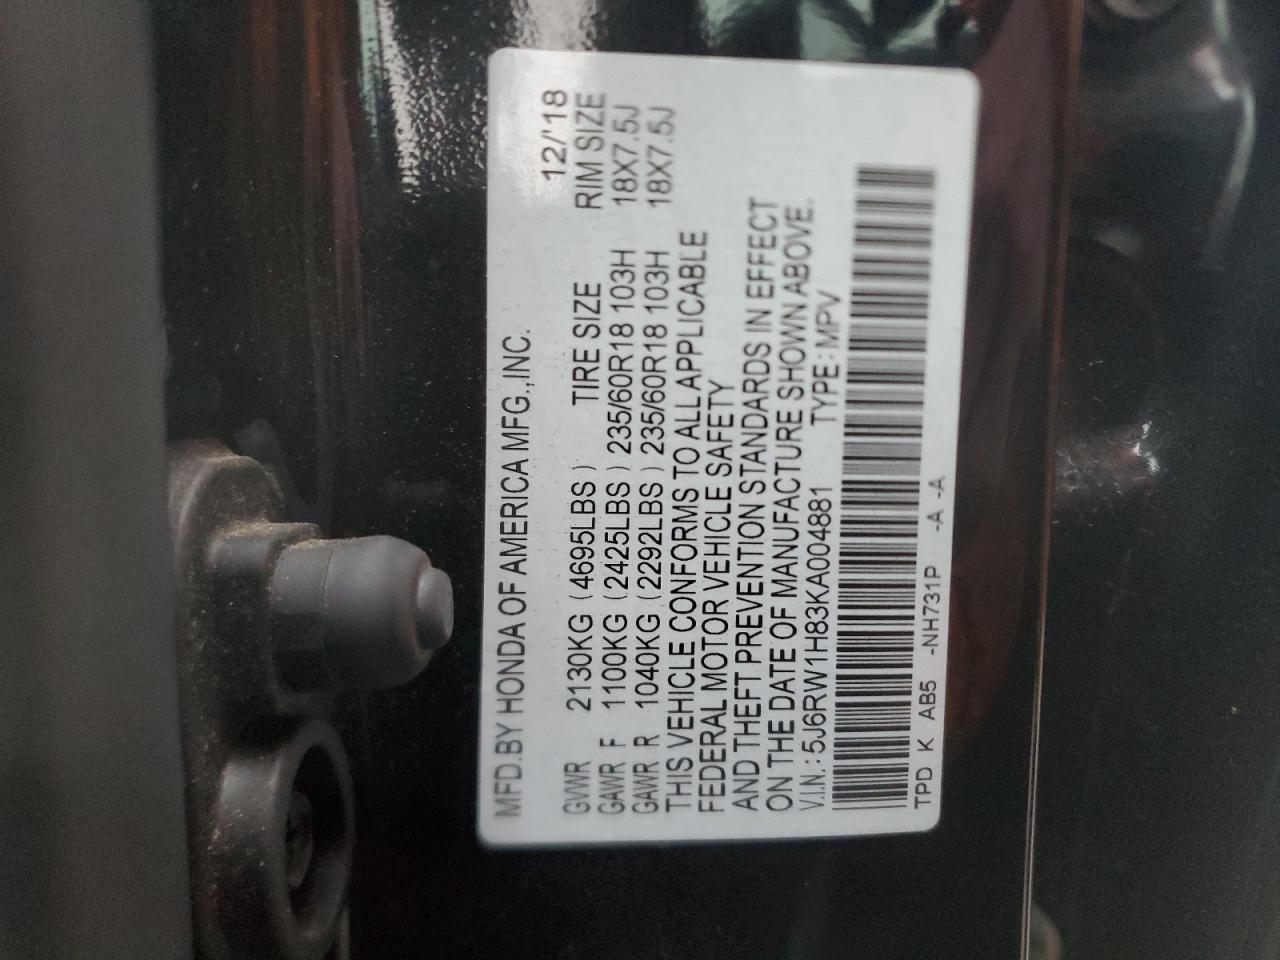 MFD.BY HONDA OF AMERICA MFG.,INC.
12/'18
GVWR 2130KG (4695LBS) TIRE SIZE RIM SIZE
GAWR F 1100KG (2425LBS) 235/60R18 103H 18X7.5J
GAWR R 1040KG (2292LBS) 235/60R18 103H 18X7.5J
THIS VEHICLE CONFORMS TO ALL APPLICABLE
FEDERAL MOTOR VEHICLE SAFETY
AND THEFT PREVENTION STANDARDS IN EFFECT
ON THE DATE OF MANUFACTURE SHOWN ABOVE.
V.I.N.: 5J6RW1H83KA004881 TYPE: MPV
TPD K AB5 -NH731P -A -A